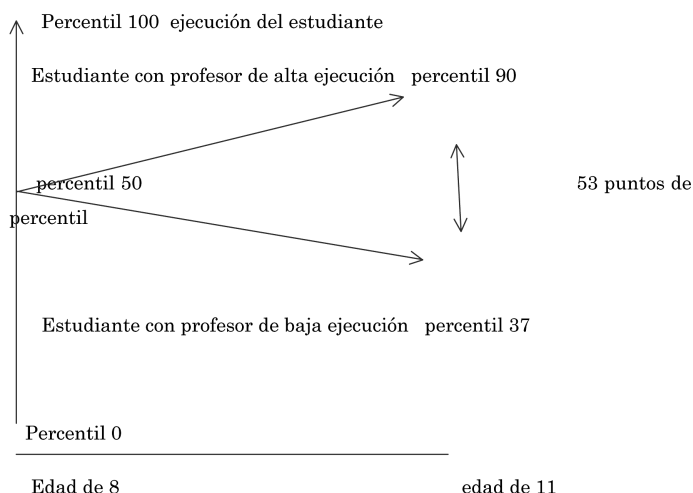 Percentil 100 ejecución del estudiante
Estudiante con profesor de alta ejecución percentil 90
percentil 50
53 puntos de
percentil
Estudiante con profesor de baja ejecución percentil 37
Percentil 0
Edad de 8 edad de 11